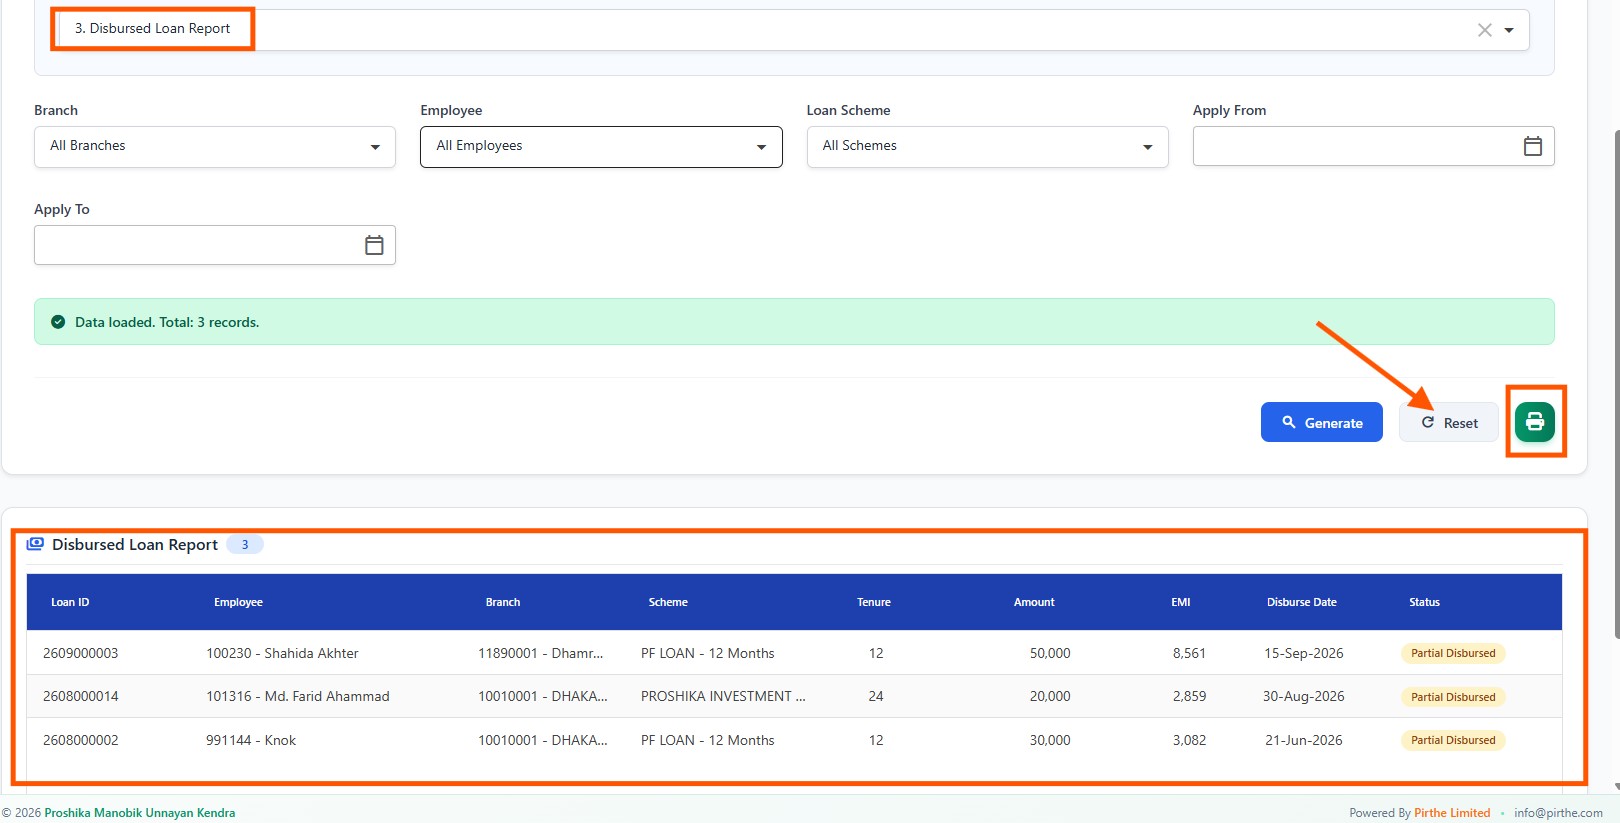 3. Disbursed Loan Report
Branch Employee Loan Scheme Apply From
All Branches All Employees All Schemes
Apply To
Data loaded. Total: 3 records.
Generate Reset
Disbursed Loan Report 3
Loan ID Employee Branch Scheme Tenure Amount EMI Disburse Date Status
2609000003 100230 - Shahida Akhter 11890001 - Dhamr... PF LOAN - 12 Months 12 50,000 8,561 15-Sep-2026 Partial Disbursed
2608000014 101316 - Md. Farid Ahammad 10010001 - DHAKA... PROSHIKA INVESTMENT ... 24 20,000 2,859 30-Aug-2026 Partial Disbursed
2608000002 991144 - Knok 10010001 - DHAKA... PF LOAN - 12 Months 12 30,000 3,082 21-Jun-2026 Partial Disbursed
© 2026 Proshika Manobik Unnayan Kendra Powered By Pirthe Limited • info@pirthe.com